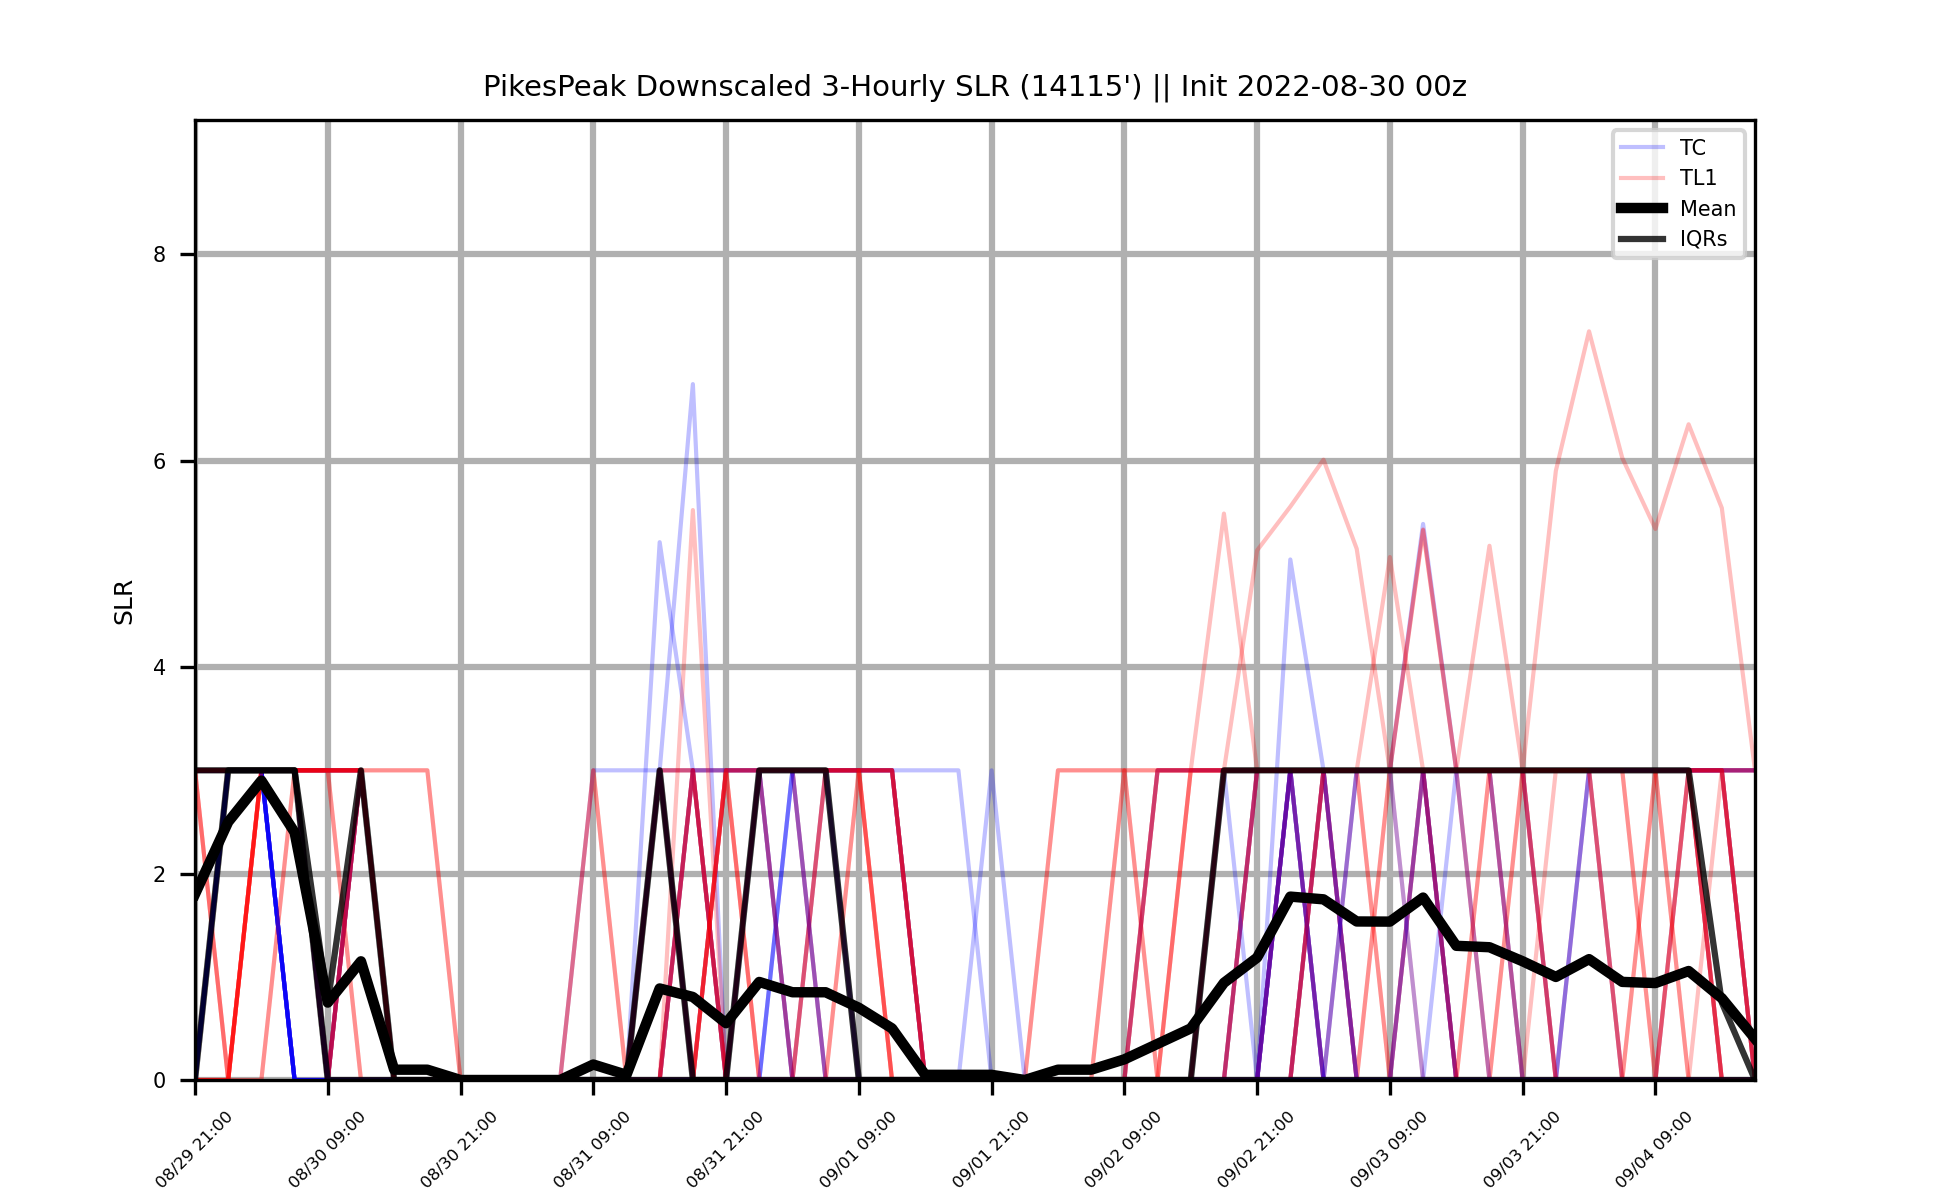 PikesPeak Downscaled 3-Hourly SLR (14115') || Init 2022-08-30 00z
TC
TL1
Mean
IQRs
SLR
8
6
4
2
0
08/29 21:00
08/30 09:00
08/30 21:00
08/31 09:00
08/31 21:00
09/01 09:00
09/01 21:00
09/02 09:00
09/02 21:00
09/03 09:00
09/03 21:00
09/04 09:00